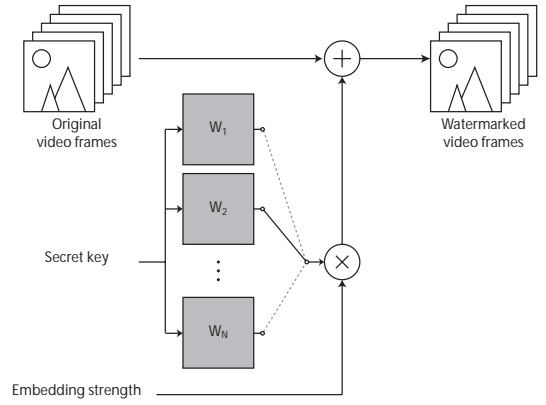 Original
video frames
Watermarked
video frames
W1
W2
Secret key
WN
Embedding strength